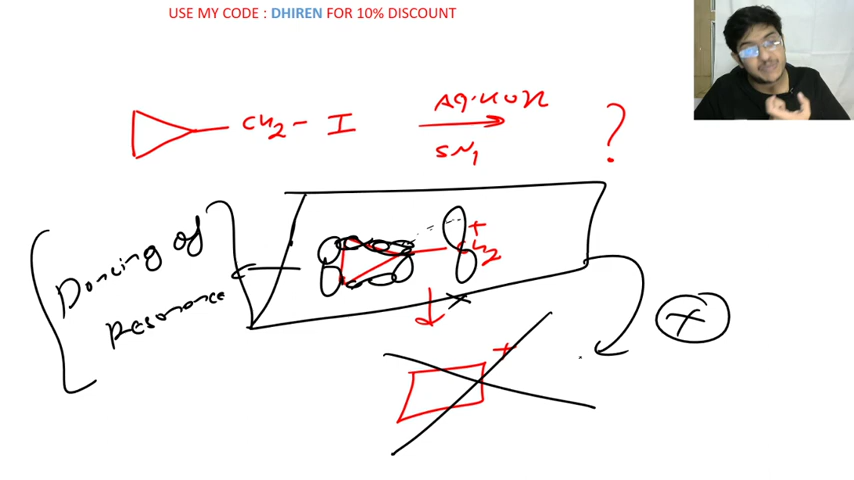 USE MY CODE : DHIREN FOR 10% DISCOUNT
CH2 - I
Aq. KOH
SN1
?
+
CH2
Dancing of
Resonance
+
+